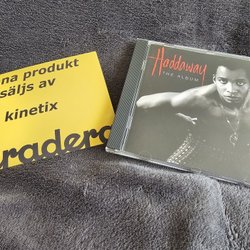 na produkt
säljs av
kinetix
radera
Haddaway
THE ALBUM